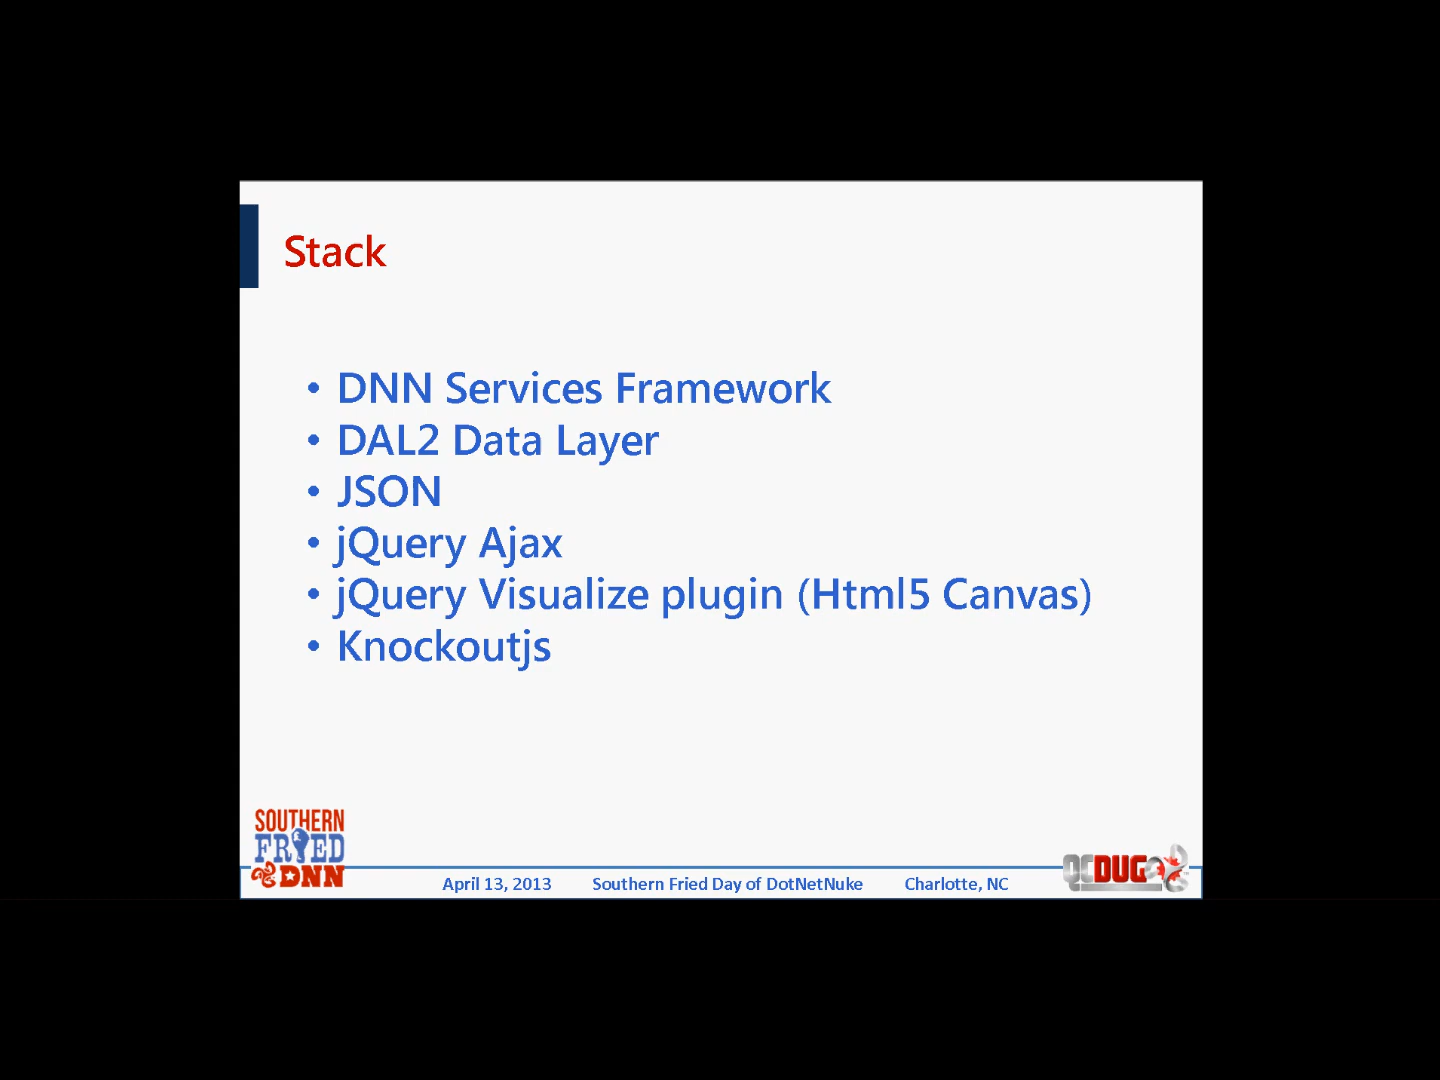 Stack
• DNN Services Framework
• DAL2 Data Layer
• JSON
• jQuery Ajax
• jQuery Visualize plugin (Html5 Canvas)
• Knockoutjs
SOUTHERN
FRIED
DNN
April 13, 2013 Southern Fried Day of DotNetNuke Charlotte, NC
QCDUG